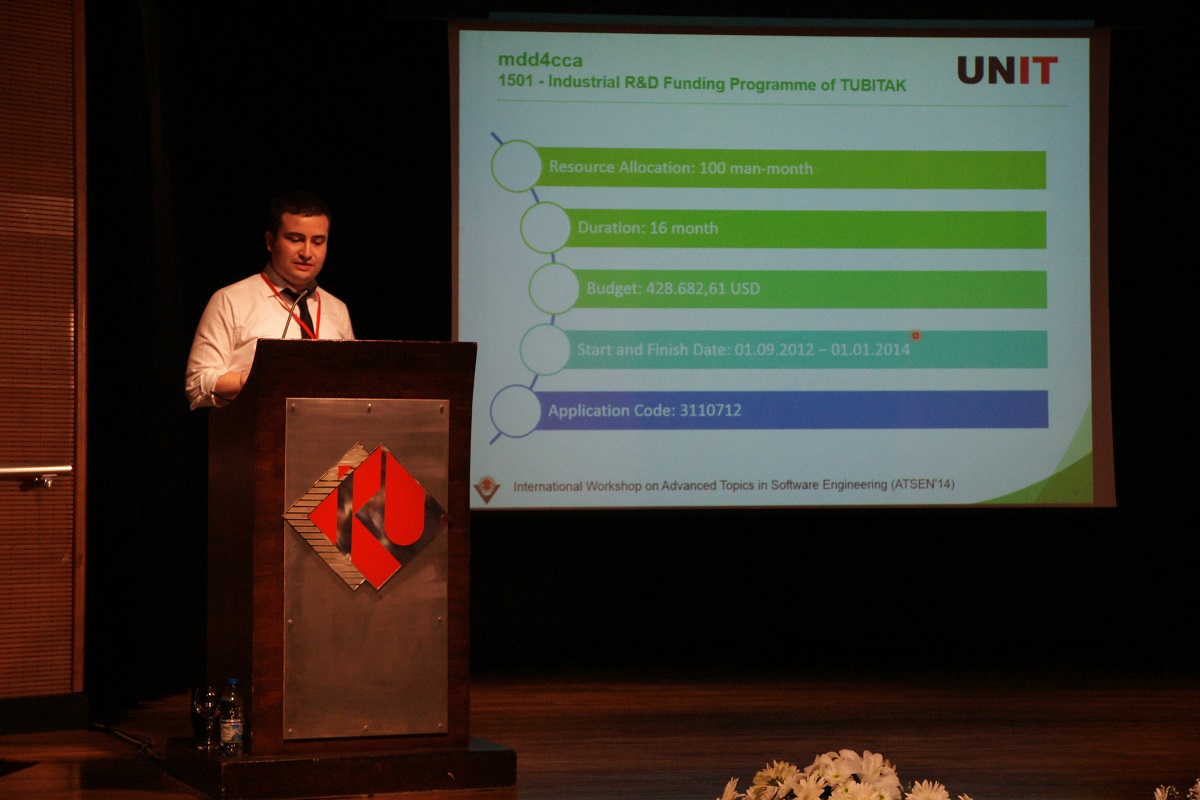 mdd4cca
1501 - Industrial R&D Funding Programme of TUBITAK
UNIT
Resource Allocation: 100 man-month
Duration: 16 month
Budget: 428.682,61 USD
Start and Finish Date: 01.09.2012 – 01.01.2014
Application Code: 3110712
International Workshop on Advanced Topics in Software Engineering (ATSEN'14)